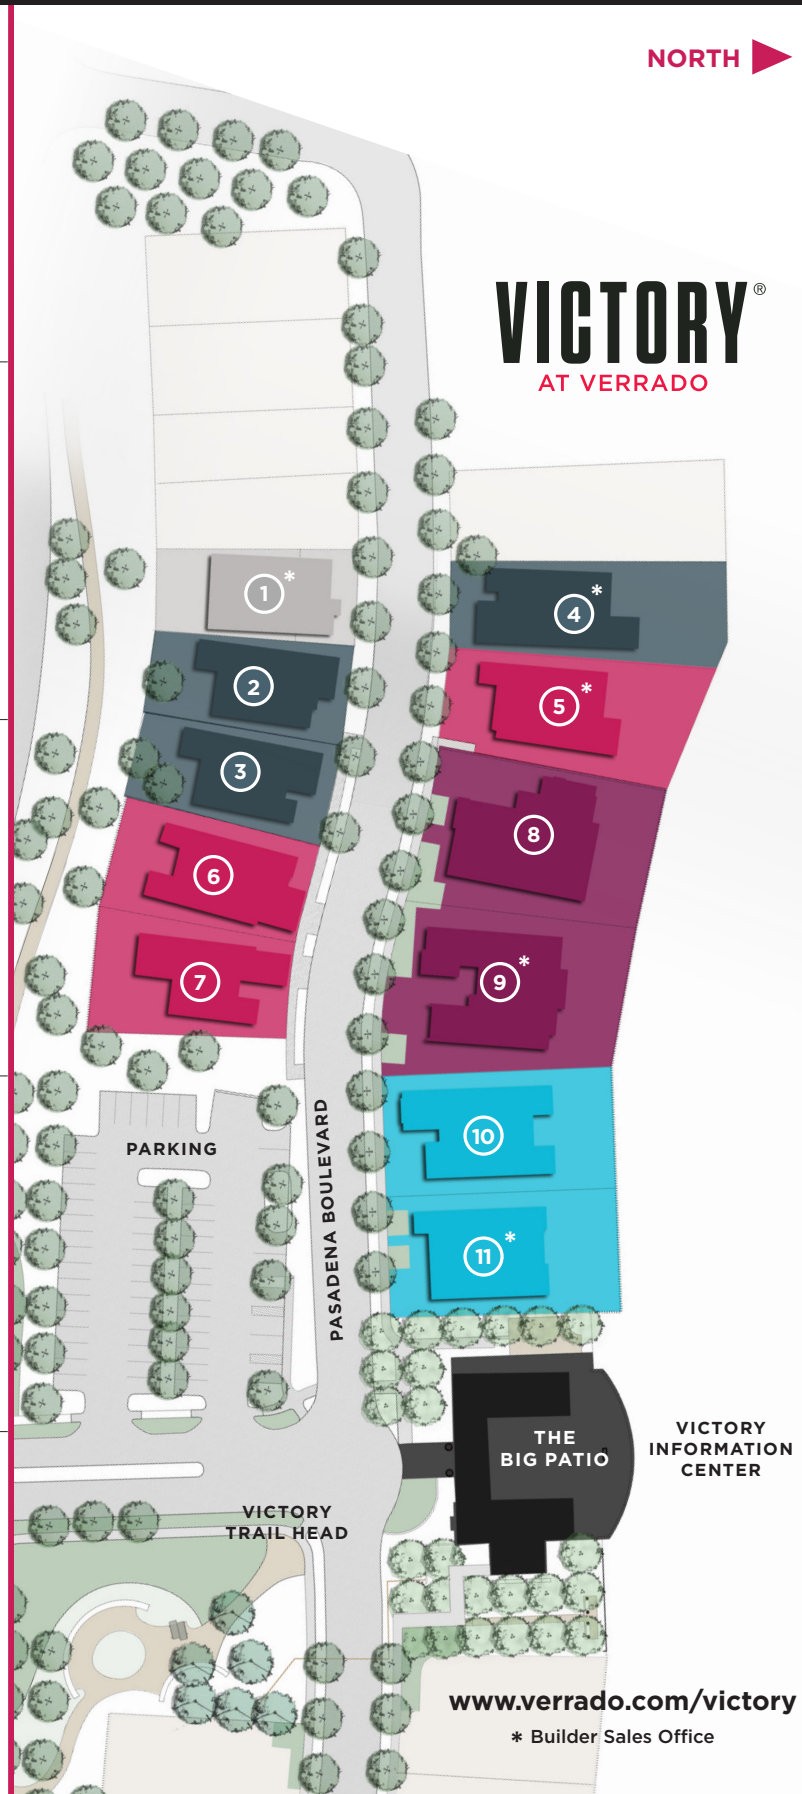 NORTH
VICTORY®
AT VERRADO
1*
4*
2
5*
3
8
6
9*
7
10
PARKING
PASADENA BOULEVARD
11*
THE
BIG PATIO
VICTORY
INFORMATION
CENTER
VICTORY
TRAIL HEAD
www.verrado.com/victory
* Builder Sales Office